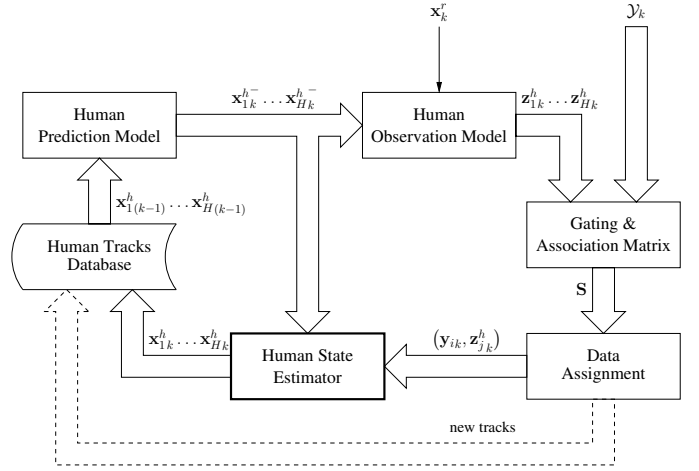 x^r_k
𝒴_k
x^{h-}_{1k} … x^{h-}_{Hk}
z^h_{1k} … z^h_{Hk}
Human
Prediction Model
Human
Observation Model
x^h_{1(k−1)} … x^h_{H(k−1)}
Gating &
Association Matrix
Human Tracks
Database
S
x^h_{1k} … x^h_{Hk}
(y_{ik}, z^h_{jk})
Human State
Estimator
Data
Assignment
new tracks